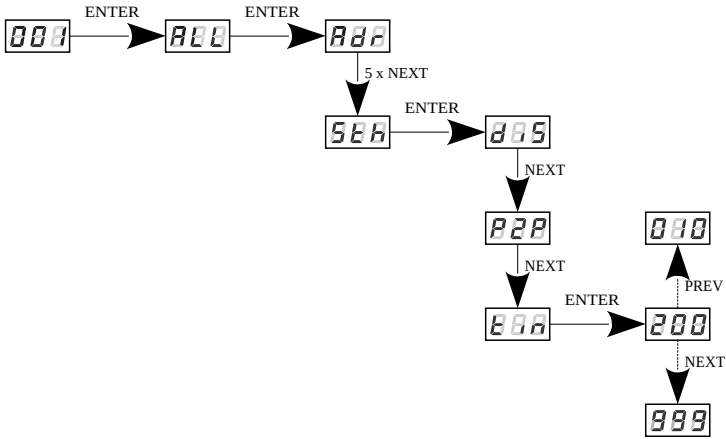 ENTER ENTER
001 ALL Adr
5 x NEXT
ENTER
Sth diS
NEXT
P2P 010
NEXT
PREV
ENTER
tin 200
NEXT
999